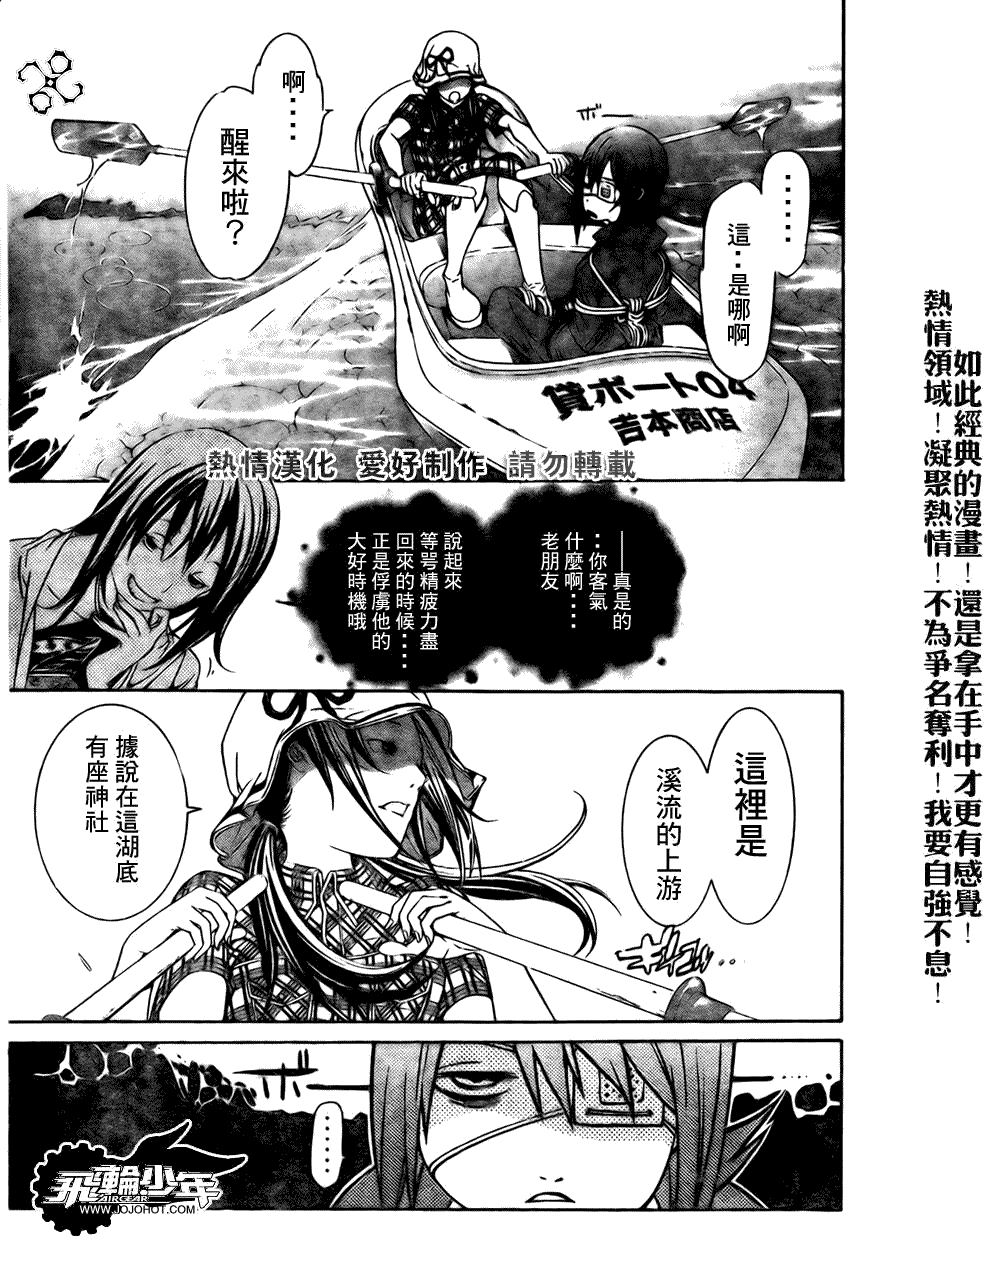 ……
這‥是哪啊
ボー
啊……
醒來啦？
貸ボート04
吉本商店
熱情漢化 愛好制作 請勿轉載
——真是的
‥你客氣
什麼啊……
老朋友
說起來
等咢精疲力盡
回來的時候……
正是俘虜他的
大好時機哦
這裡是
溪流的上游
ギュ…
據說在這湖底
有座神社
……
飛輪少年
AIRGEAR
WWW.JOJOHOT.COM
如此經典的漫畫！還是拿在手中才更有感覺！
熱情領域！凝聚熱情！不為爭名奪利！我要自強不息！